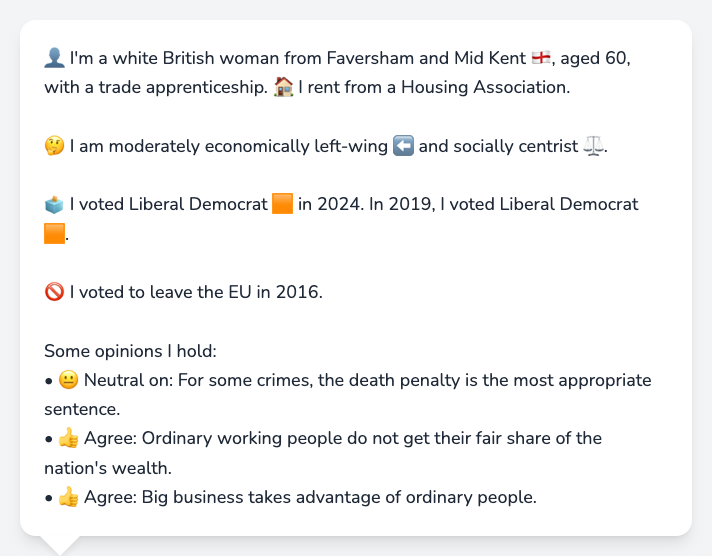 👤 I'm a white British woman from Faversham and Mid Kent 🏴󠁧󠁢󠁥󠁮󠁧󠁿, aged 60,
with a trade apprenticeship. 🏠 I rent from a Housing Association.
🤔 I am moderately economically left-wing ⬅️ and socially centrist ⚖️.
🗳️ I voted Liberal Democrat 🟧 in 2024. In 2019, I voted Liberal Democrat
🟧.
🚫 I voted to leave the EU in 2016.
Some opinions I hold:
• 😐 Neutral on: For some crimes, the death penalty is the most appropriate
sentence.
• 👍 Agree: Ordinary working people do not get their fair share of the
nation's wealth.
• 👍 Agree: Big business takes advantage of ordinary people.